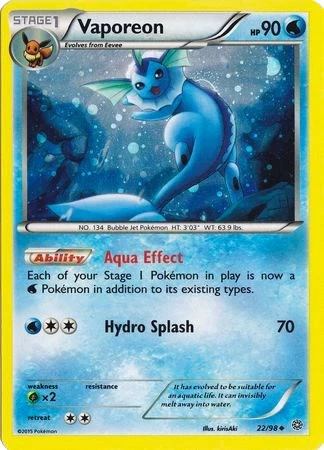 STAGE1 Vaporeon HP 90
Evolves from Eevee
NO. 134 Bubble Jet Pokémon HT: 3'03" WT: 63.9 lbs.
Ability Aqua Effect
Each of your Stage 1 Pokémon in play is now a
Pokémon in addition to its existing types.
Hydro Splash 70
weakness resistance
×2
retreat
It has evolved to be suitable for
an aquatic life. It can invisibly
melt away into water.
©2015 Pokémon Illus. kirisAki 22/98